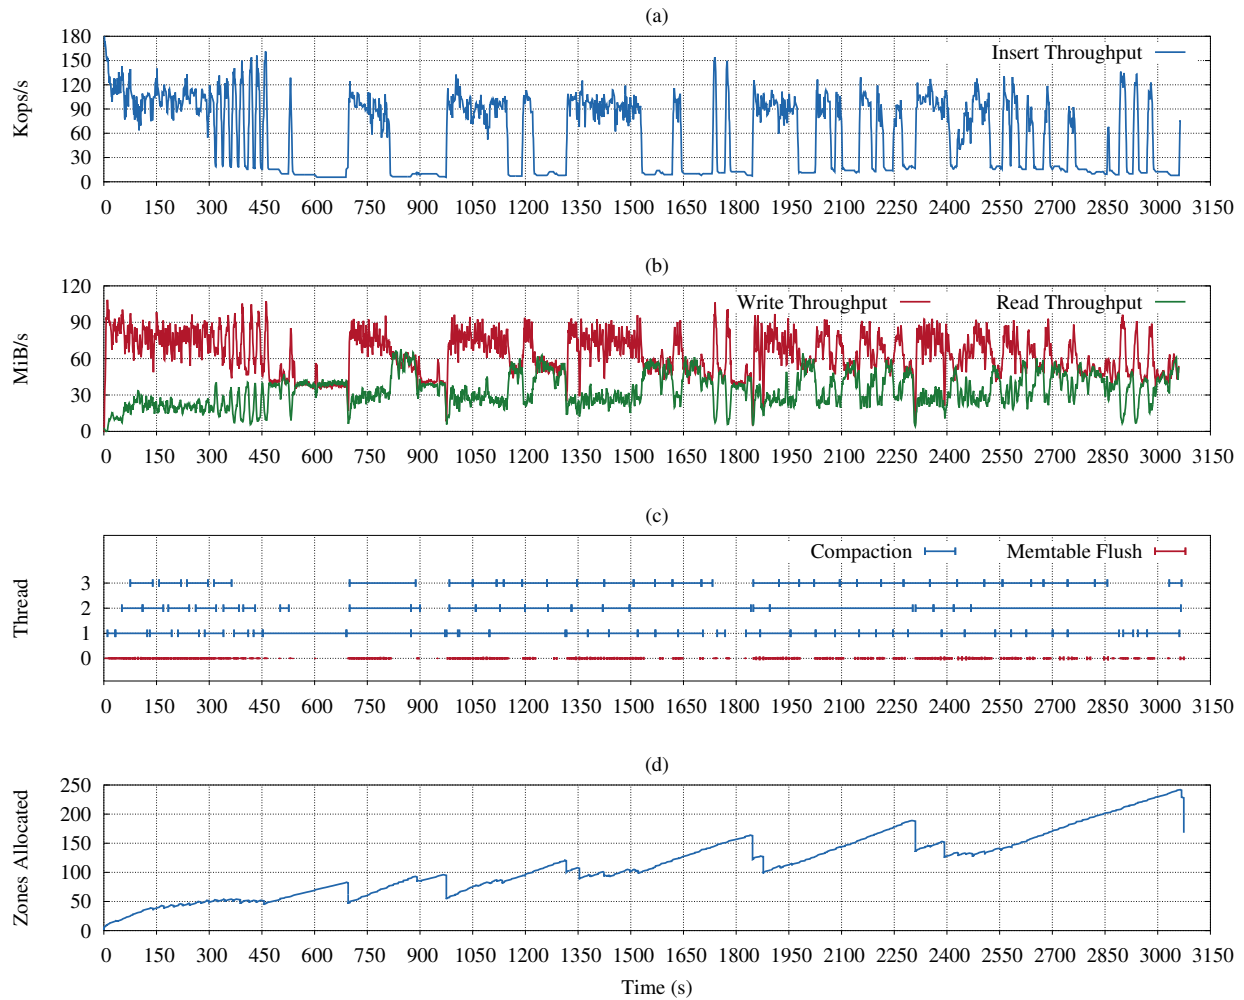 (a)
Kops/s
180
150
120
90
60
30
0
Insert Throughput
0 150 300 450 600 750 900 1050 1200 1350 1500 1650 1800 1950 2100 2250 2400 2550 2700 2850 3000 3150
(b)
MiB/s
120
90
60
30
0
Write Throughput Read Throughput
0 150 300 450 600 750 900 1050 1200 1350 1500 1650 1800 1950 2100 2250 2400 2550 2700 2850 3000 3150
(c)
Thread
Compaction Memtable Flush
3
2
1
0
0 150 300 450 600 750 900 1050 1200 1350 1500 1650 1800 1950 2100 2250 2400 2550 2700 2850 3000 3150
(d)
Zones Allocated
250
200
150
100
50
0
0 150 300 450 600 750 900 1050 1200 1350 1500 1650 1800 1950 2100 2250 2400 2550 2700 2850 3000 3150
Time (s)